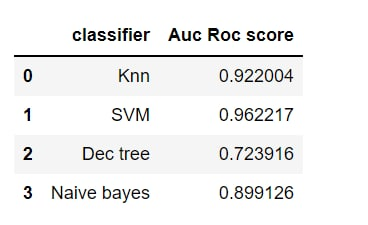 classifier Auc Roc score
0 Knn 0.922004
1 SVM 0.962217
2 Dec tree 0.723916
3 Naive bayes 0.899126